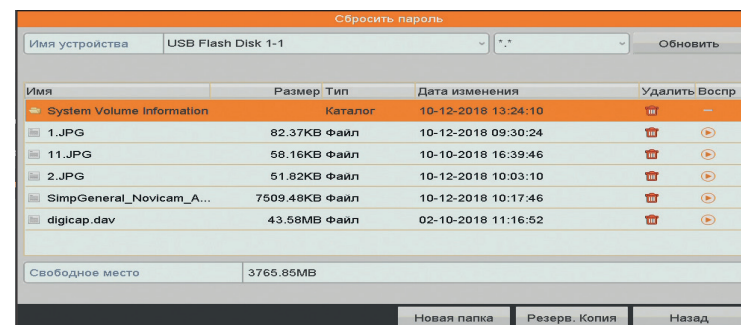 Сбросить пароль
Имя устройства USB Flash Disk 1-1 *.* Обновить
Имя Размер Тип Дата изменения Удалить Воспр
System Volume Information Каталог 10-12-2018 13:24:10 —
1.JPG 82.37KB Файл 10-12-2018 09:30:24
11.JPG 58.16KB Файл 10-10-2018 16:39:46
2.JPG 51.82KB Файл 10-12-2018 10:03:10
SimpGeneral_Novicam_A... 7509.48KB Файл 10-12-2018 10:17:46
digicap.dav 43.58MB Файл 02-10-2018 11:16:52
Свободное место 3765.85MB
Новая папка Резерв. Копия Назад